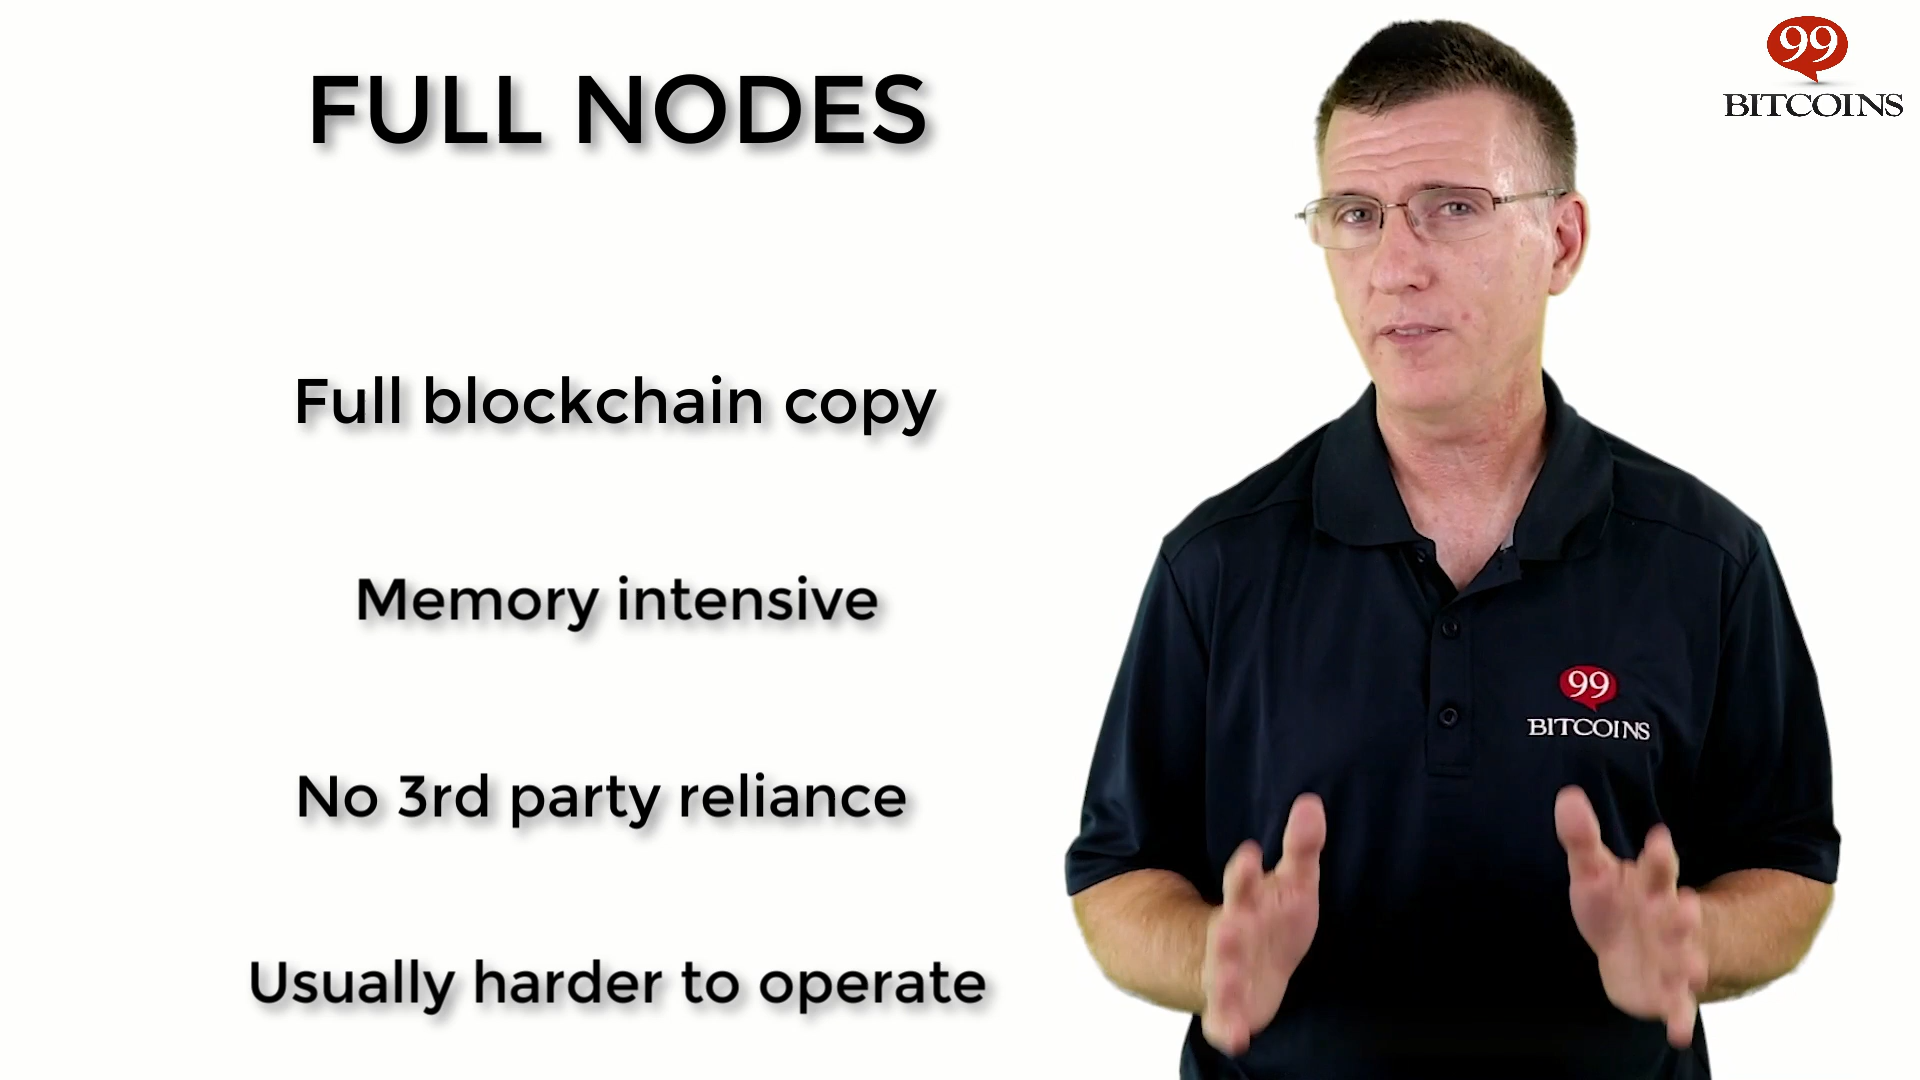 FULL NODES
Full blockchain copy
Memory intensive
No 3rd party reliance
Usually harder to operate
99
BITCOINS
99
BITCOINS